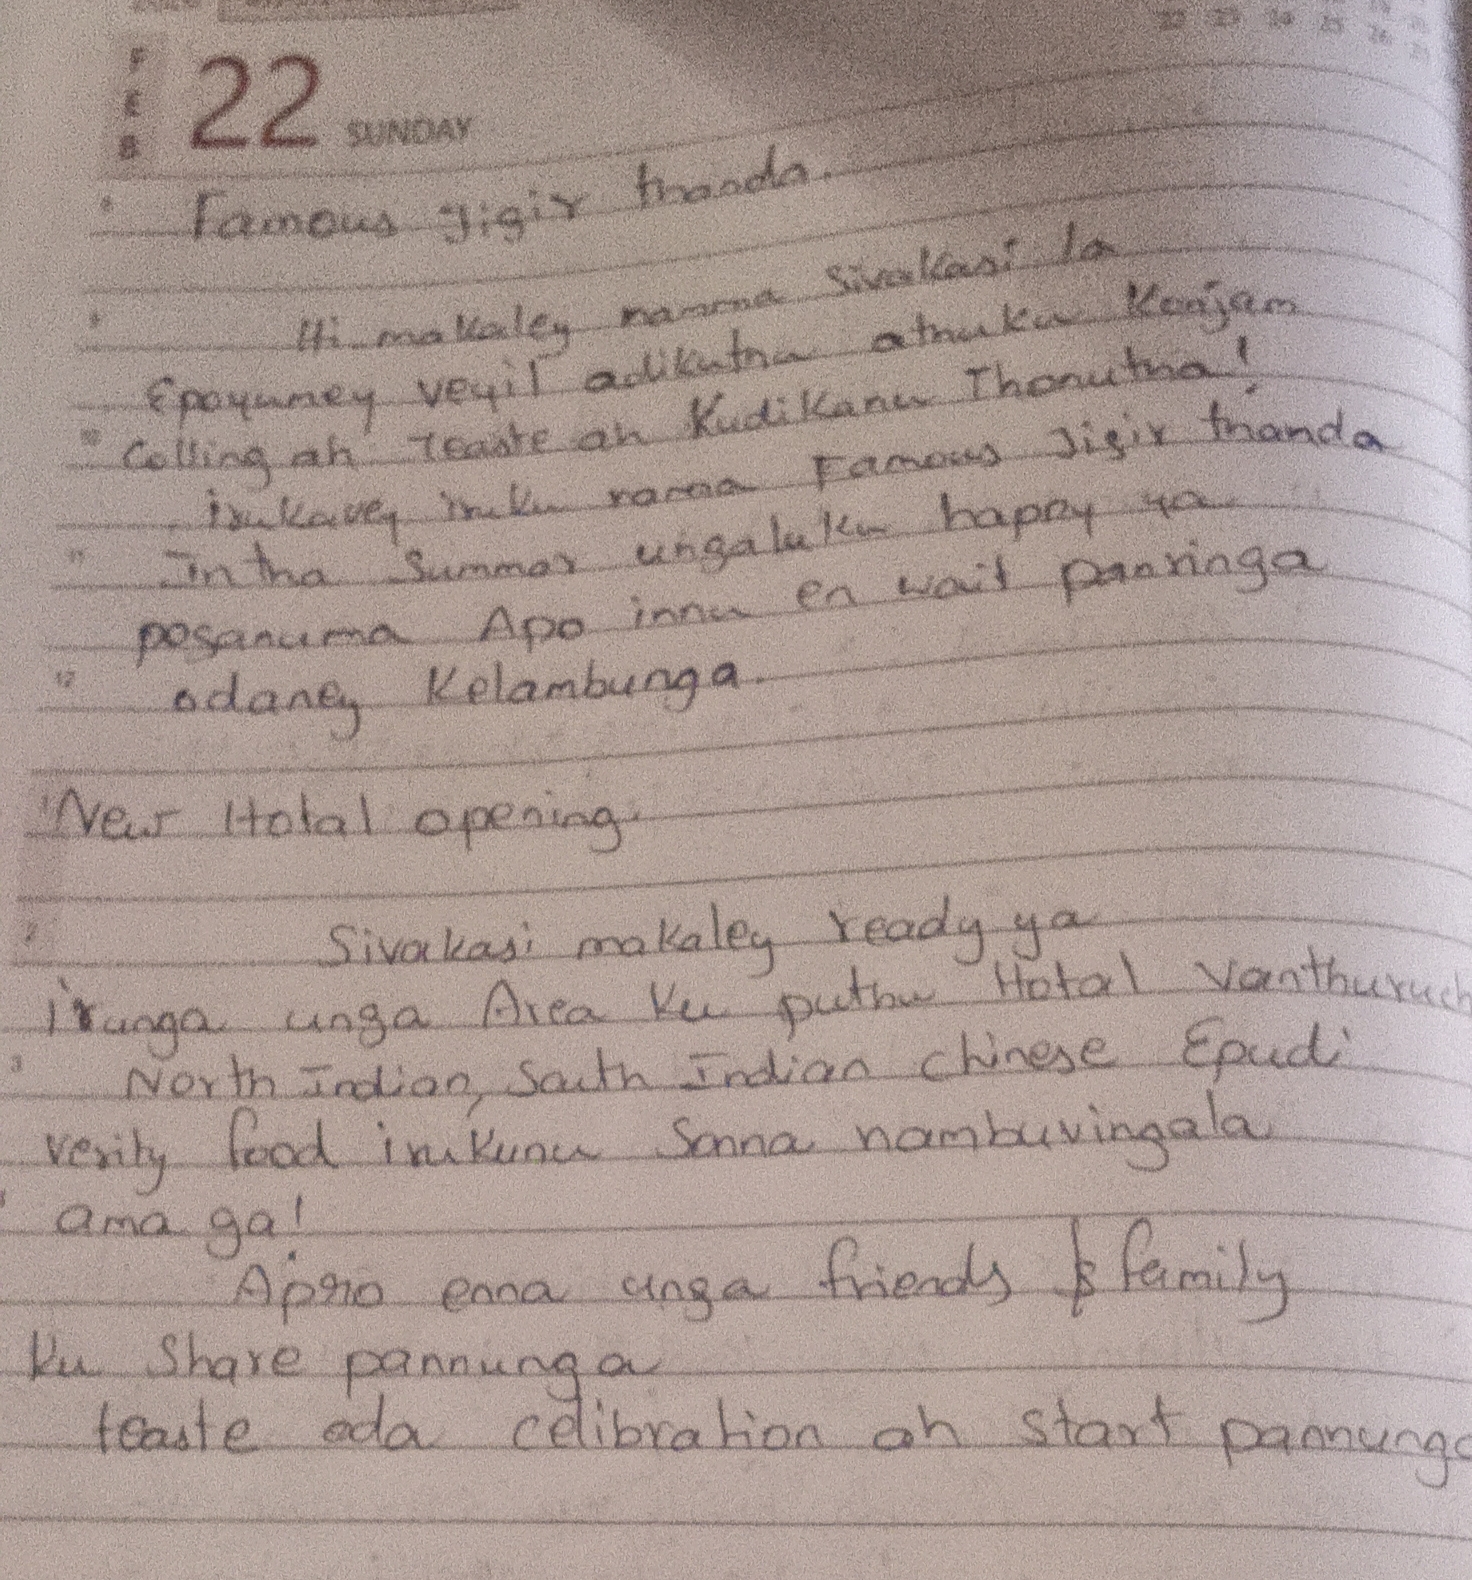 FEB 22 SUNDAY
Famous jigir thanda.
Hi makaley namma Sivakasi la
Epoyumey veyil adikutha athuku Konjam
Colling ah Teaste ah Kudikanu Thonutha!
irukavey iruku namma Famous Jigir thanda
Intha Summar ungaluku happy ya
poganuma Apo innu en wait panringa
odaney Kelambunga.
New Hotal opening.
Sivakasi makaley ready ya
irunga unga Area ku puthu Hotal Vanthuruch
North Indian, South Indian chinese Epudi
verity food irukunu Sonna nambuvingala
ama ga!
Apro enna unga friends & family
ku Share pannunga
teaste oda celibration ah start pannunga